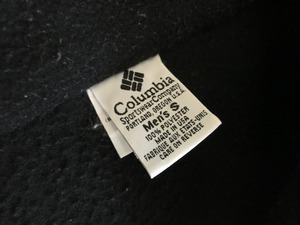 Columbia
Sportswear Company
PORTLAND, OREGON U.S.A.
Men's S
100% POLYESTER
MADE IN USA
FABRIQUE AUX ETATS-UNIS
CARE ON REVERSE